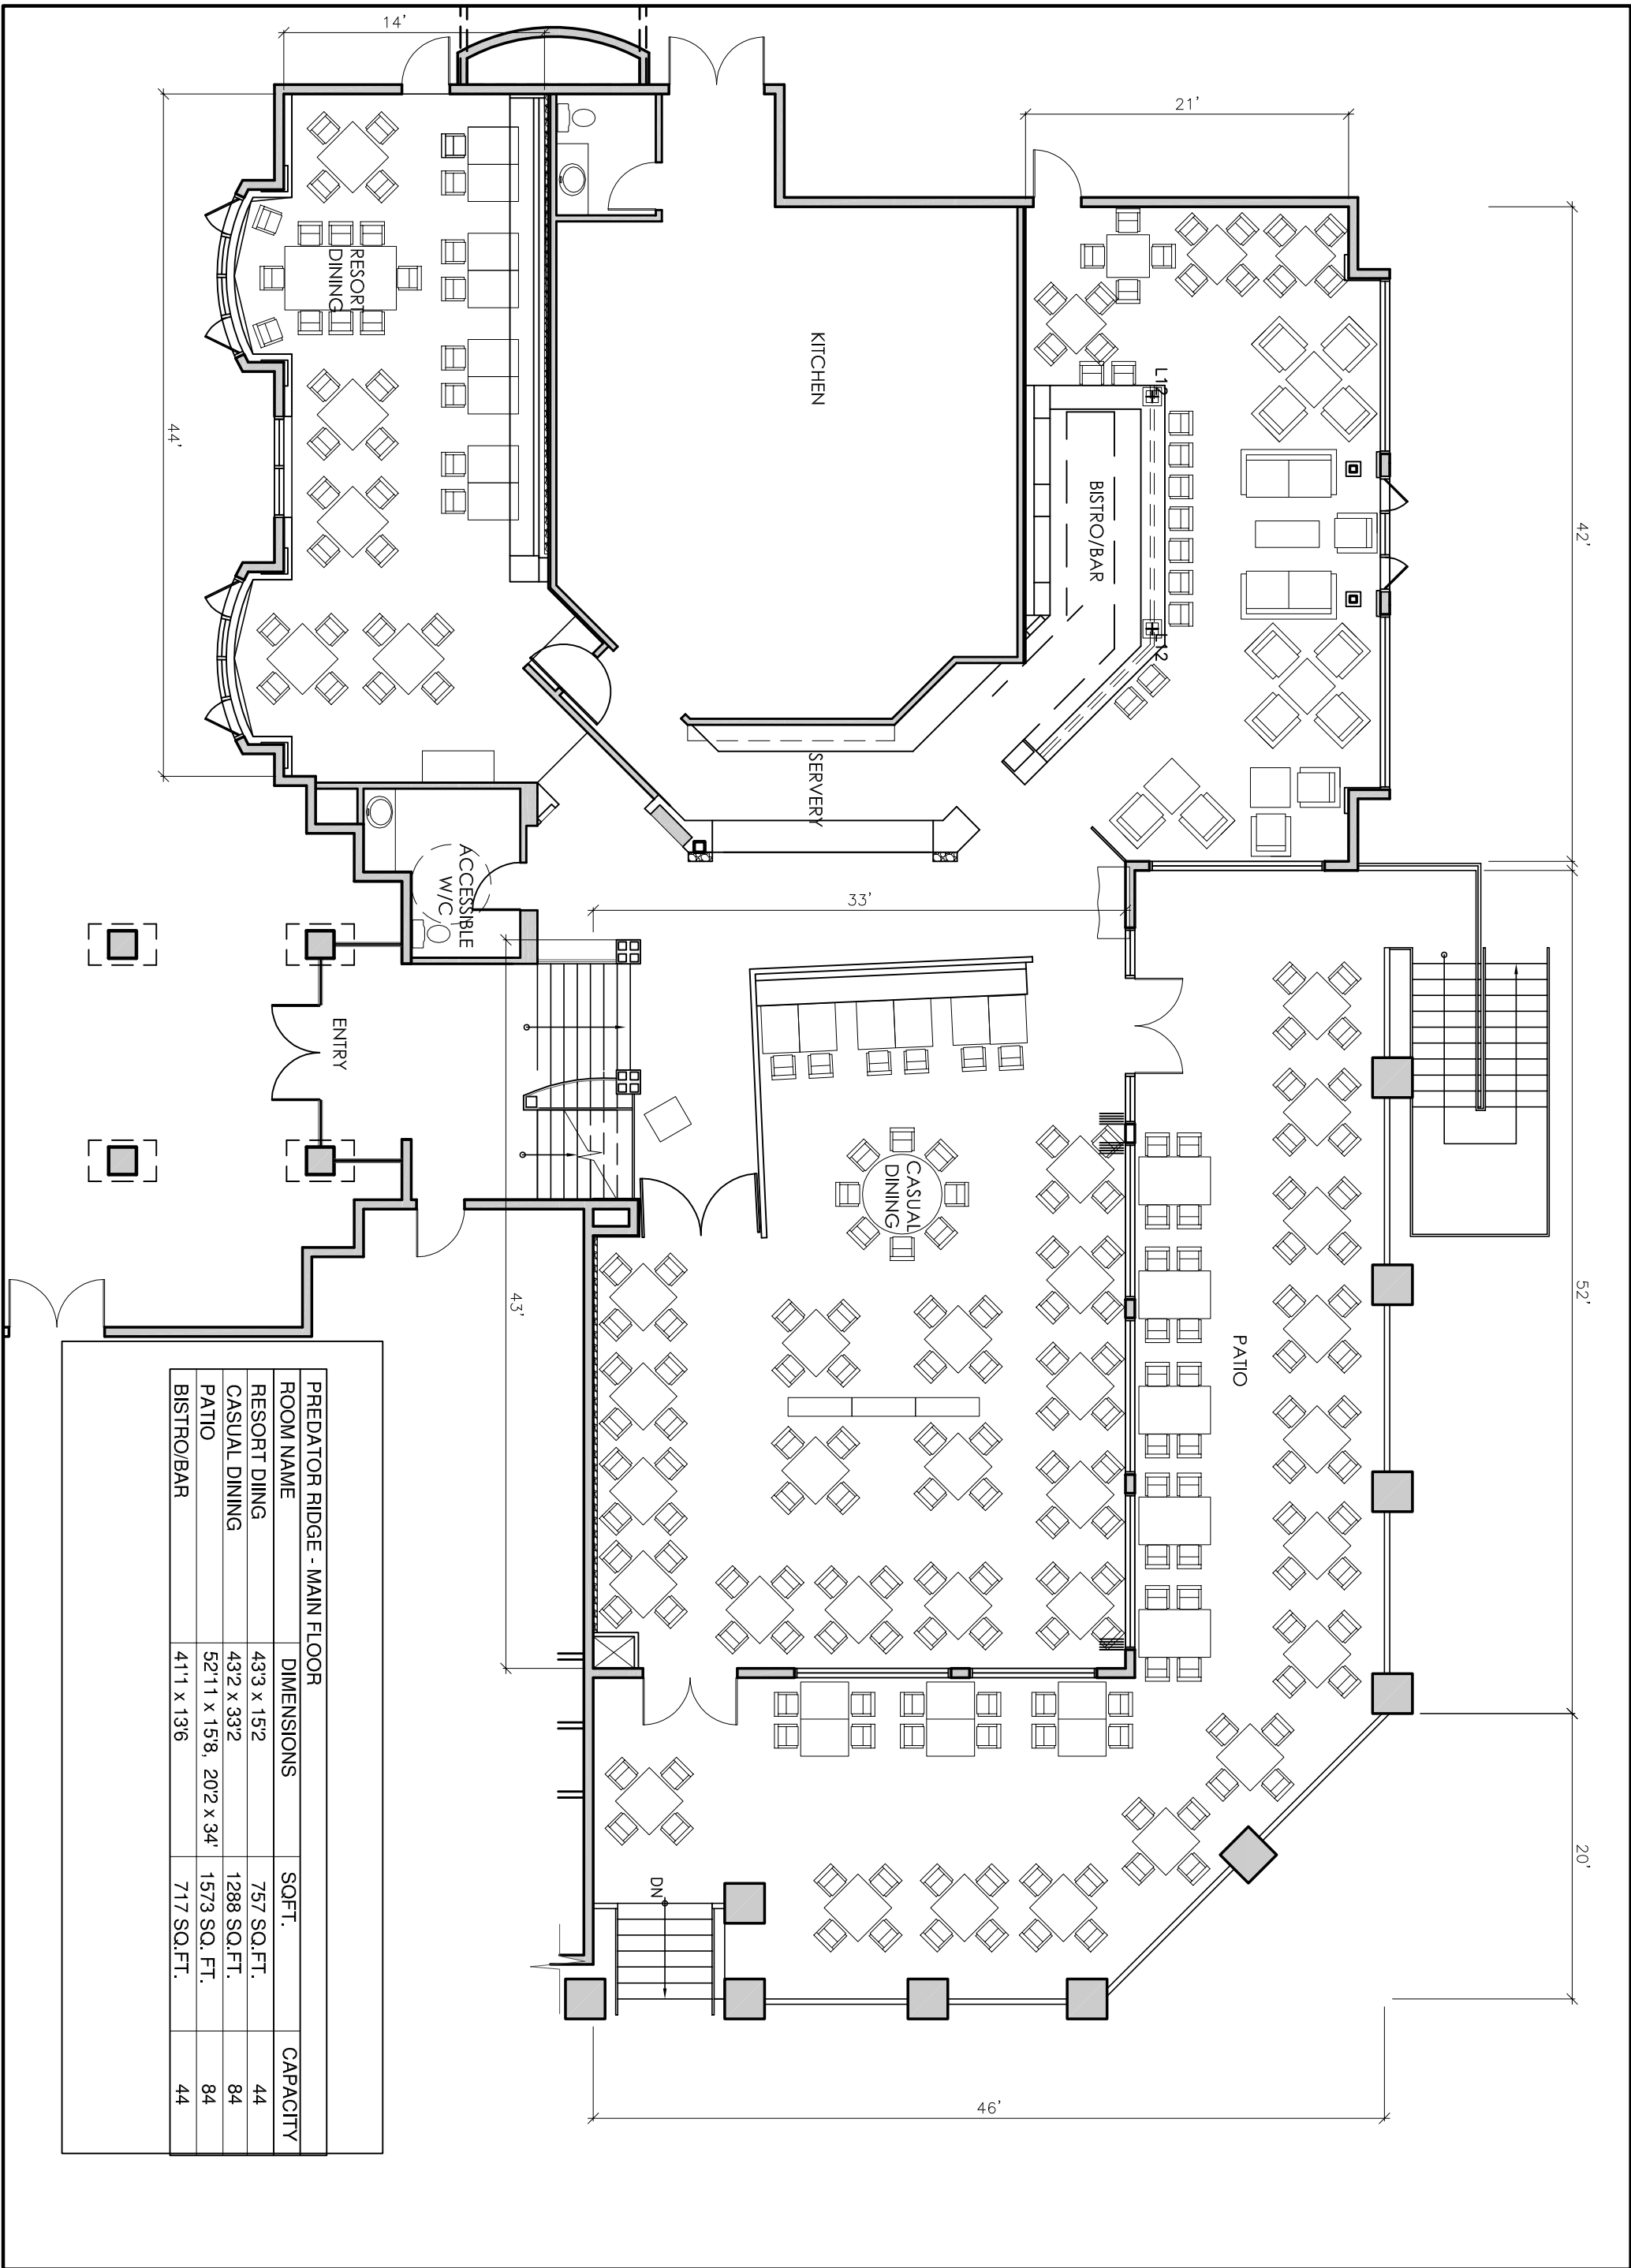 14'
21'
44'
42'
RESORT
DINING
KITCHEN
L12
BISTRO/BAR
L12
SERVERY
ACCESSIBLE
W/C
33'
ENTRY
CASUAL
DINING
43'
PATIO
52'
20'
DN
46'
PREDATOR RIDGE - MAIN FLOOR
ROOM NAME DIMENSIONS SQFT. CAPACITY
RESORT DIING 43'3 x 15'2 757 SQ.FT. 44
CASUAL DINING 43'2 x 33'2 1288 SQ.FT. 84
PATIO 52'11 x 15'8, 20'2 x 34' 1573 SQ. FT. 84
BISTRO/BAR 41'1 x 13'6 717 SQ.FT. 44